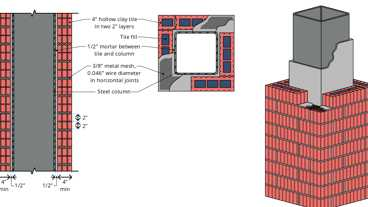 4" hollow clay tile
in two 2" layers
Tile fill
1/2" mortar between
tile and column
3/8" metal mesh,
0.046" wire diameter
in horizontal joints
Steel column
2"
2"
4"
min
1/2"
1/2"
4"
min